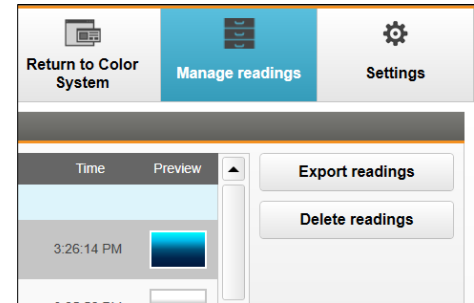 Return to Color
System
Manage readings
Settings
Time
Preview
Export readings
Delete readings
3:26:14 PM